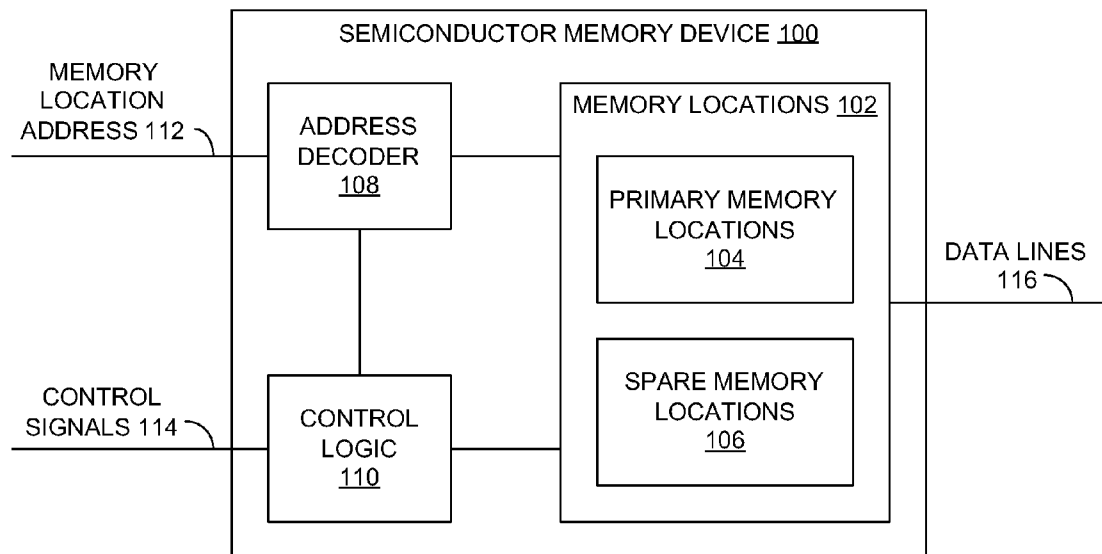 SEMICONDUCTOR MEMORY DEVICE 100
MEMORY
LOCATION
ADDRESS 112
ADDRESS
DECODER
108
MEMORY LOCATIONS 102
PRIMARY MEMORY
LOCATIONS
104
DATA LINES
116
CONTROL
SIGNALS 114
CONTROL
LOGIC
110
SPARE MEMORY
LOCATIONS
106